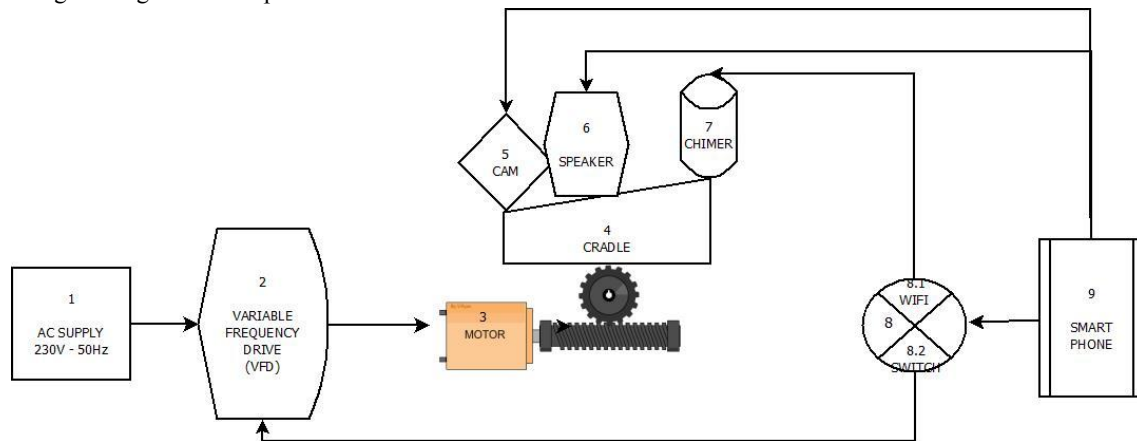 1
AC SUPPLY
230V - 50Hz
2
VARIABLE
FREQUENCY
DRIVE
(VFD)
3
MOTOR
4
CRADLE
5
CAM
6
SPEAKER
7
CHIMER
8.1
WIFI
8
8.2
SWITCH
9
SMART
PHONE